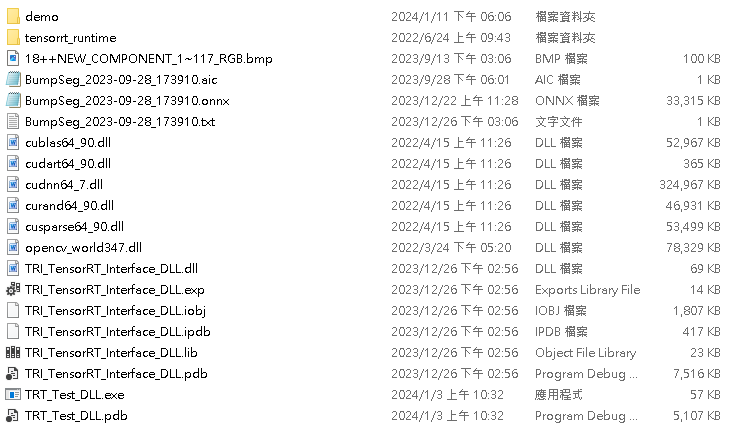 demo 2024/1/11 下午 06:06 檔案資料夾
tensorrt_runtime 2022/6/24 上午 09:43 檔案資料夾
18++NEW_COMPONENT_1~117_RGB.bmp 2023/9/13 下午 03:06 BMP 檔案 100 KB
BumpSeg_2023-09-28_173910.aic 2023/9/28 下午 06:01 AIC 檔案 1 KB
BumpSeg_2023-09-28_173910.onnx 2023/12/22 上午 11:28 ONNX 檔案 33,315 KB
BumpSeg_2023-09-28_173910.txt 2023/12/26 下午 03:06 文字文件 1 KB
cublas64_90.dll 2022/4/15 上午 11:26 DLL 檔案 52,967 KB
cudart64_90.dll 2022/4/15 上午 11:26 DLL 檔案 365 KB
cudnn64_7.dll 2022/4/15 上午 11:26 DLL 檔案 324,967 KB
curand64_90.dll 2022/4/15 上午 11:26 DLL 檔案 46,931 KB
cusparse64_90.dll 2022/4/15 上午 11:26 DLL 檔案 53,499 KB
opencv_world347.dll 2022/3/24 下午 05:20 DLL 檔案 78,329 KB
TRI_TensorRT_Interface_DLL.dll 2023/12/26 下午 02:56 DLL 檔案 69 KB
TRI_TensorRT_Interface_DLL.exp 2023/12/26 下午 02:56 Exports Library File 14 KB
TRI_TensorRT_Interface_DLL.iobj 2023/12/26 下午 02:56 IOBJ 檔案 1,807 KB
TRI_TensorRT_Interface_DLL.ipdb 2023/12/26 下午 02:56 IPDB 檔案 417 KB
TRI_TensorRT_Interface_DLL.lib 2023/12/26 下午 02:56 Object File Library 23 KB
TRI_TensorRT_Interface_DLL.pdb 2023/12/26 下午 02:56 Program Debug ... 7,516 KB
TRT_Test_DLL.exe 2024/1/3 上午 10:32 應用程式 57 KB
TRT_Test_DLL.pdb 2024/1/3 上午 10:32 Program Debug ... 5,107 KB